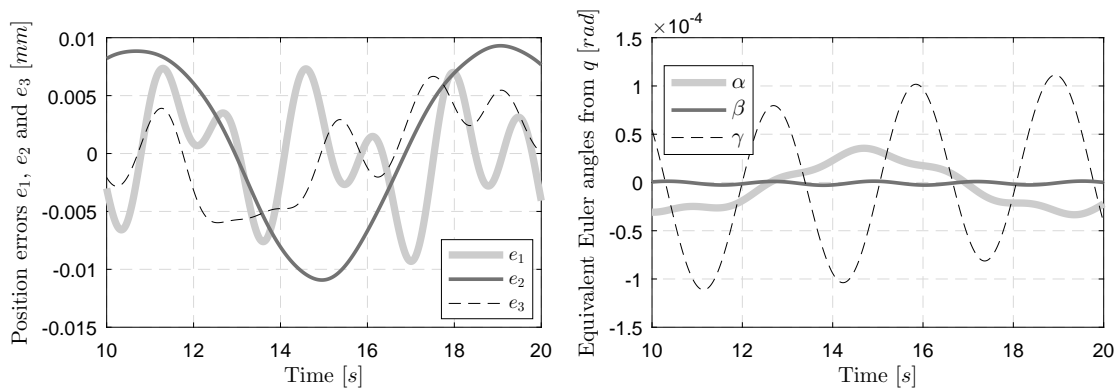 Position errors e₁, e₂ and e₃ [mm]
0.01
0.005
0
-0.005
-0.01
-0.015
10 12 14 16 18 20
Time [s]
e₁
e₂
e₃
Equivalent Euler angles from q [rad]
×10⁻⁴
1.5
1
0.5
0
-0.5
-1
-1.5
10 12 14 16 18 20
Time [s]
α
β
γ